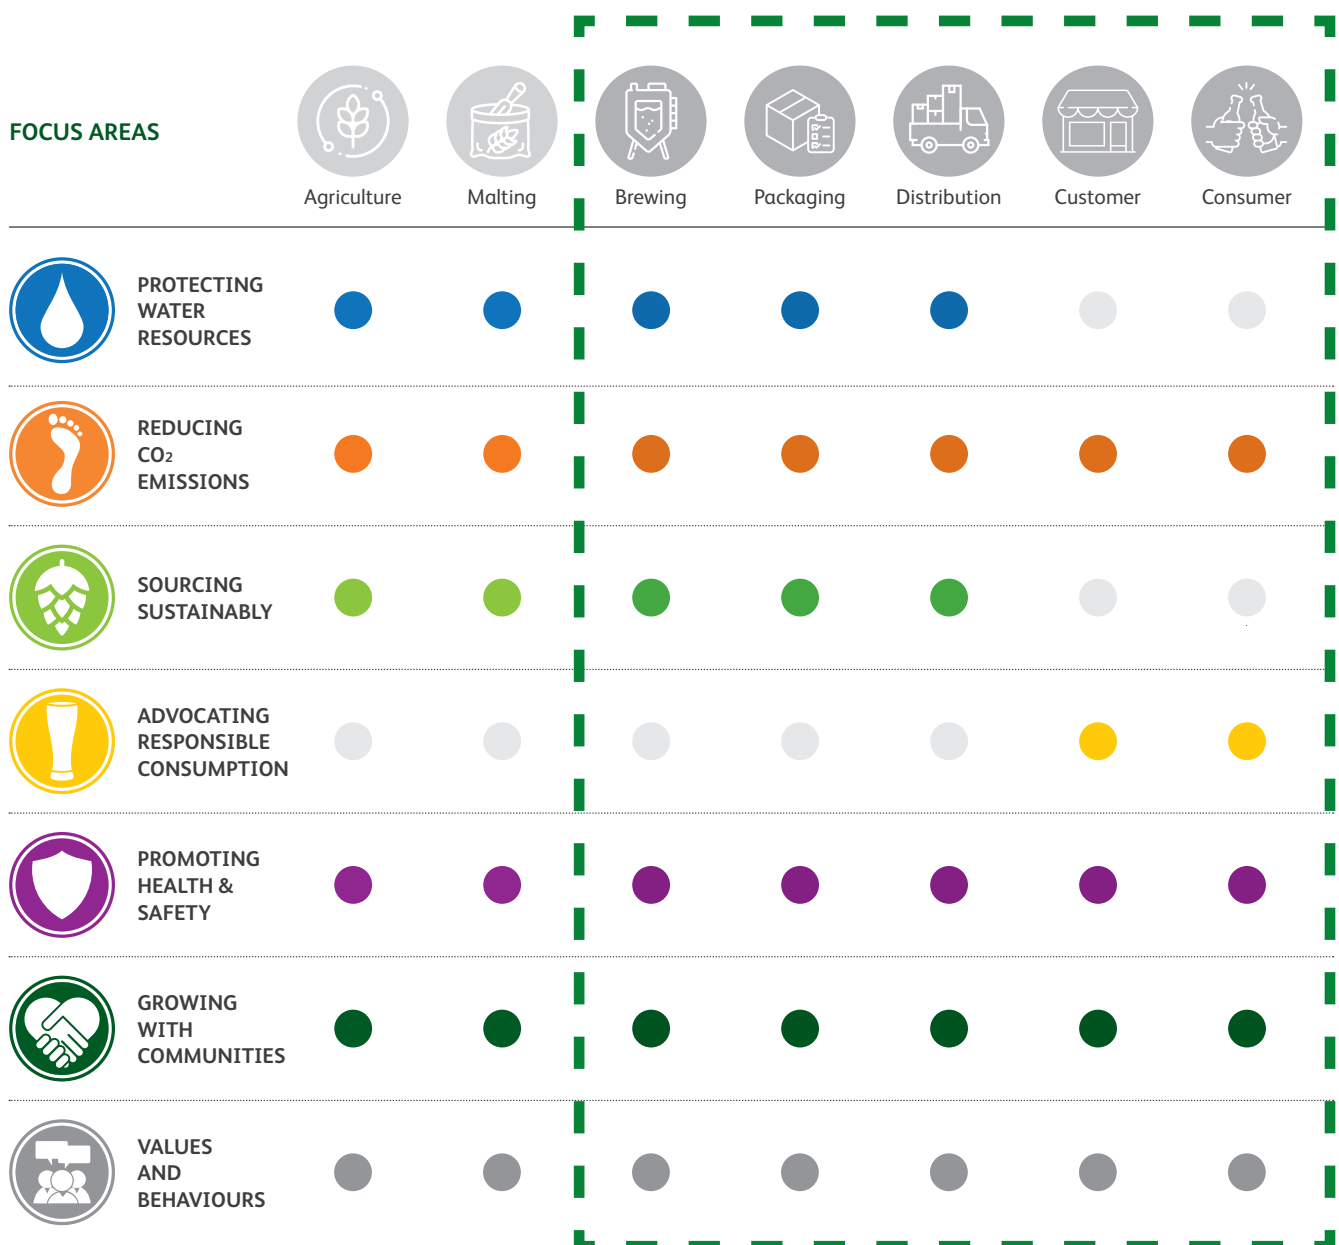 FOCUS AREAS
Agriculture
Malting
Brewing
Packaging
Distribution
Customer
Consumer
PROTECTING
WATER
RESOURCES
REDUCING
CO₂
EMISSIONS
SOURCING
SUSTAINABLY
ADVOCATING
RESPONSIBLE
CONSUMPTION
PROMOTING
HEALTH &
SAFETY
GROWING
WITH
COMMUNITIES
VALUES
AND
BEHAVIOURS